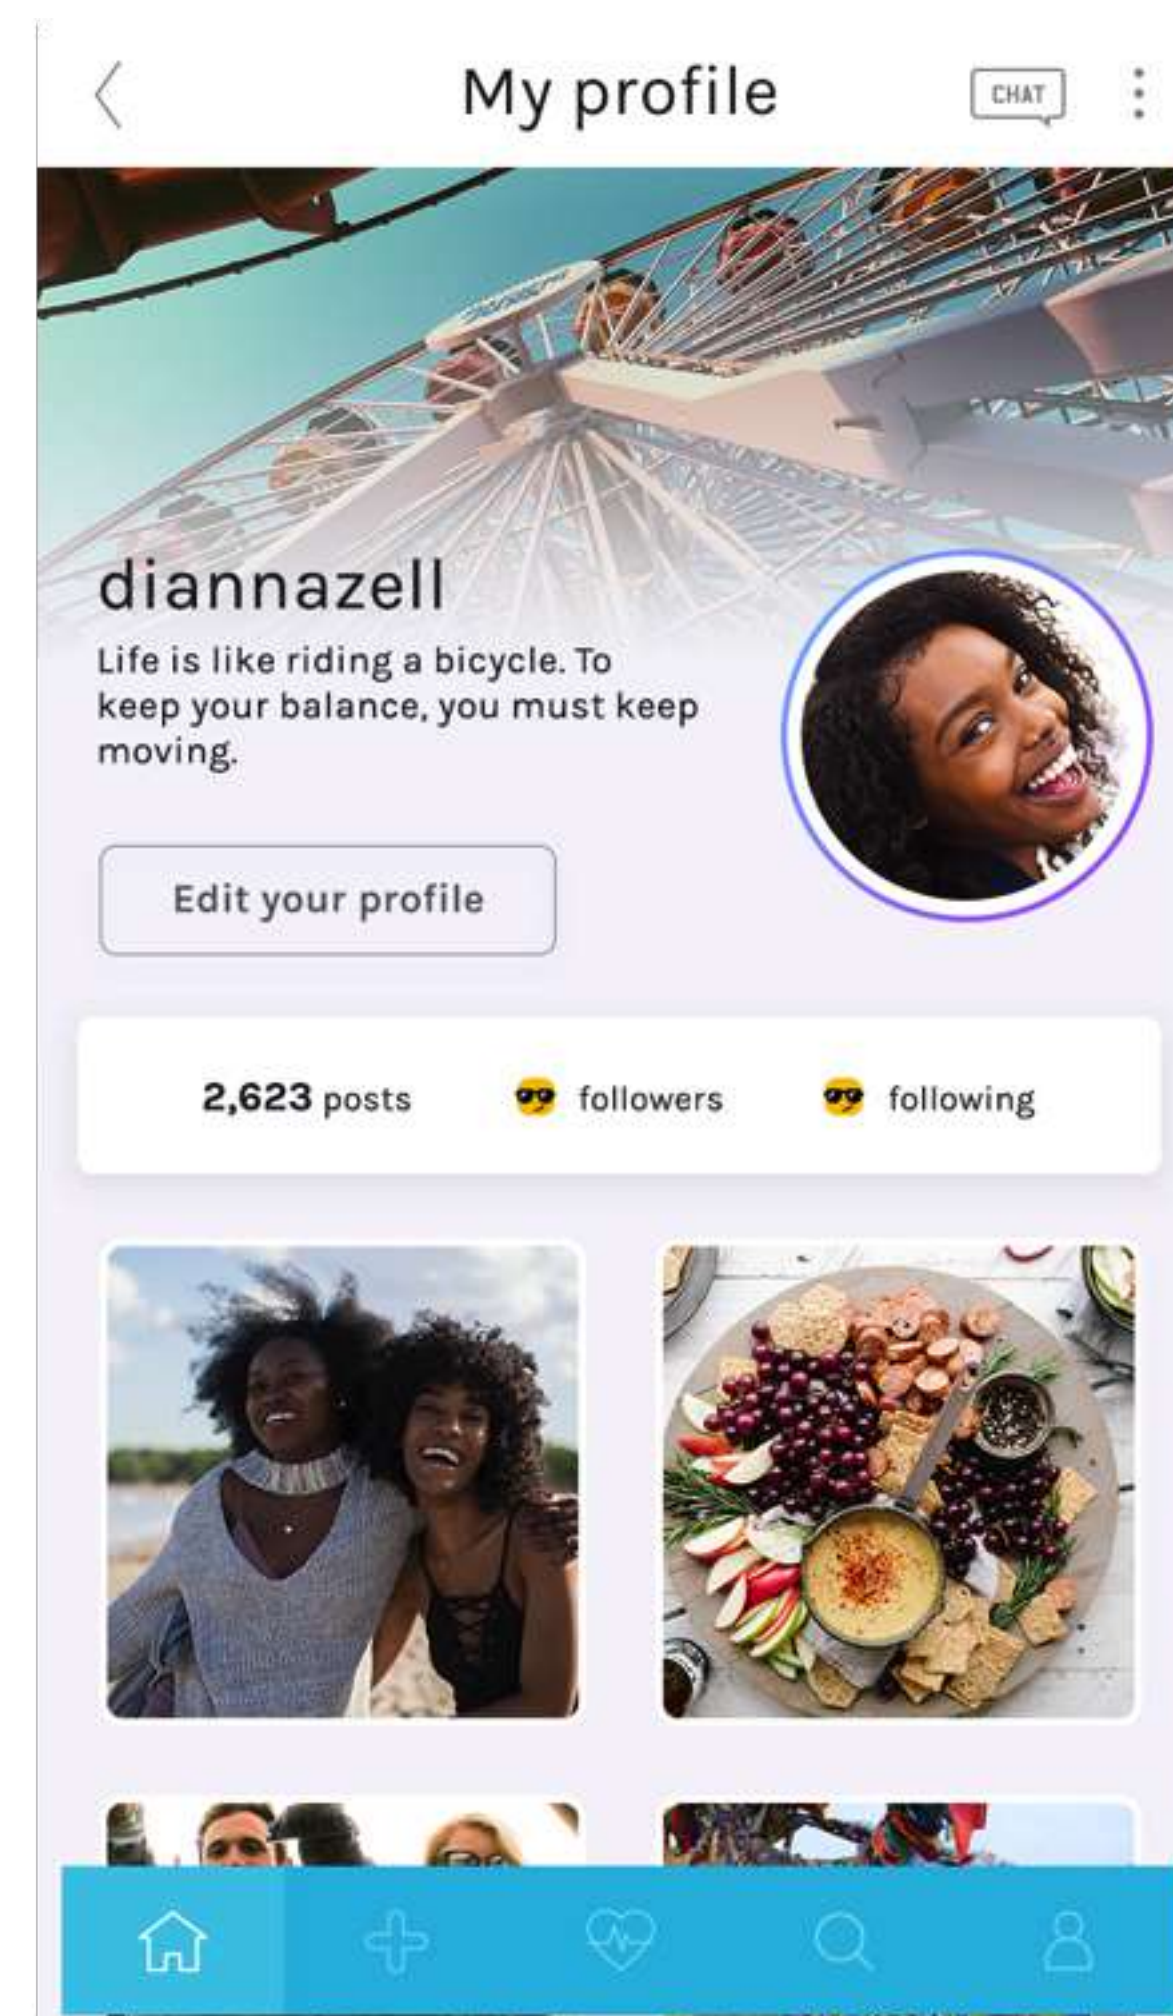 My profile
CHAT
diannazell
Life is like riding a bicycle. To
keep your balance, you must keep
moving.
Edit your profile
2,623 posts 😎 followers 😎 following